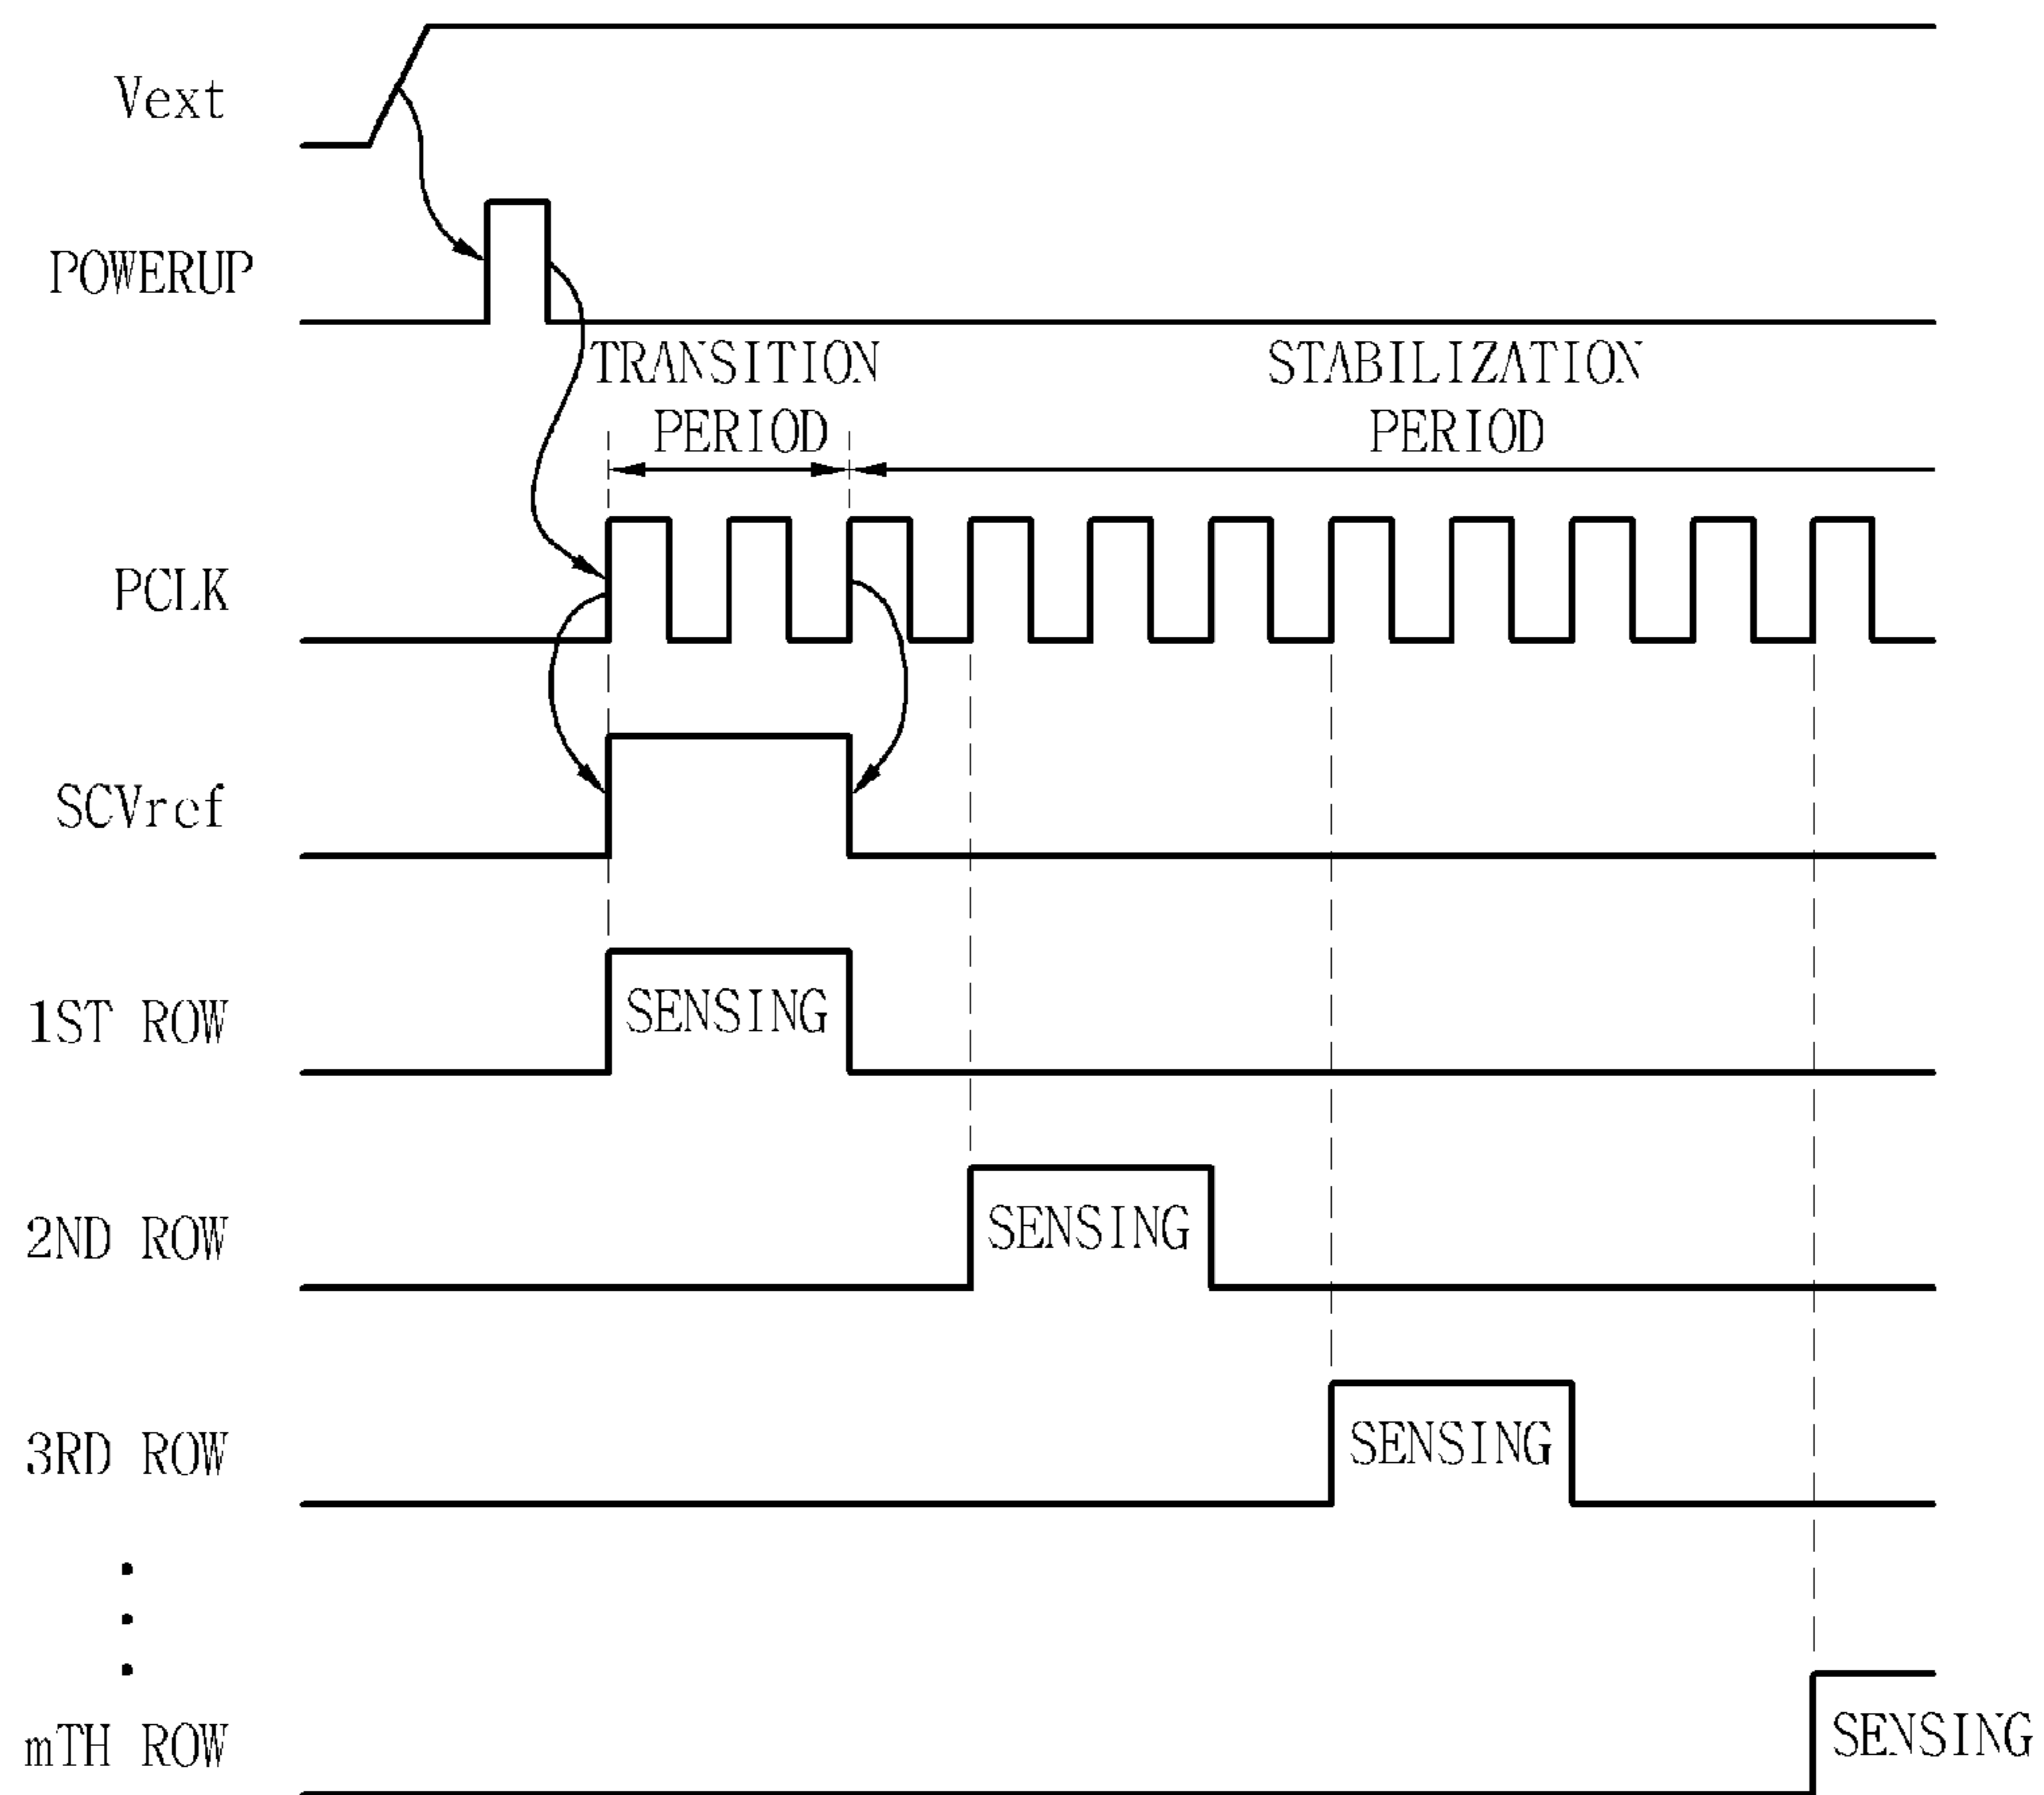 Vext
POWERUP
TRANSITION
PERIOD
STABILIZATION
PERIOD
PCLK
SCVref
1ST ROW
SENSING
2ND ROW
SENSING
3RD ROW
SENSING
mTH ROW
SENSING